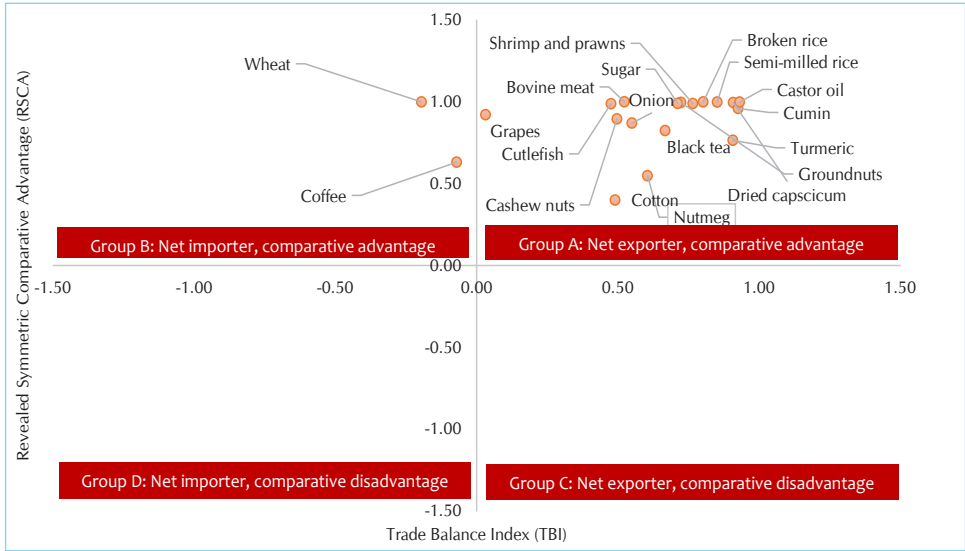 1.50
Shrimp and prawns
Broken rice
Semi-milled rice
Wheat
Sugar
Bovine meat
Onion
Castor oil
1.00
Cumin
Grapes
Cutlefish
Black tea
Turmeric
Groundnuts
Coffee
0.50
Cashew nuts
Cotton
Dried capscicum
Nutmeg
Group B: Net importer, comparative advantage
Group A: Net exporter, comparative advantage
0.00
-1.50
-1.00
-0.50
0.00
0.50
1.00
1.50
-0.50
-1.00
Group D: Net importer, comparative disadvantage
Group C: Net exporter, comparative disadvantage
-1.50
Trade Balance Index (TBI)
Revealed Symmetric Comparative Advantage (RSCA)